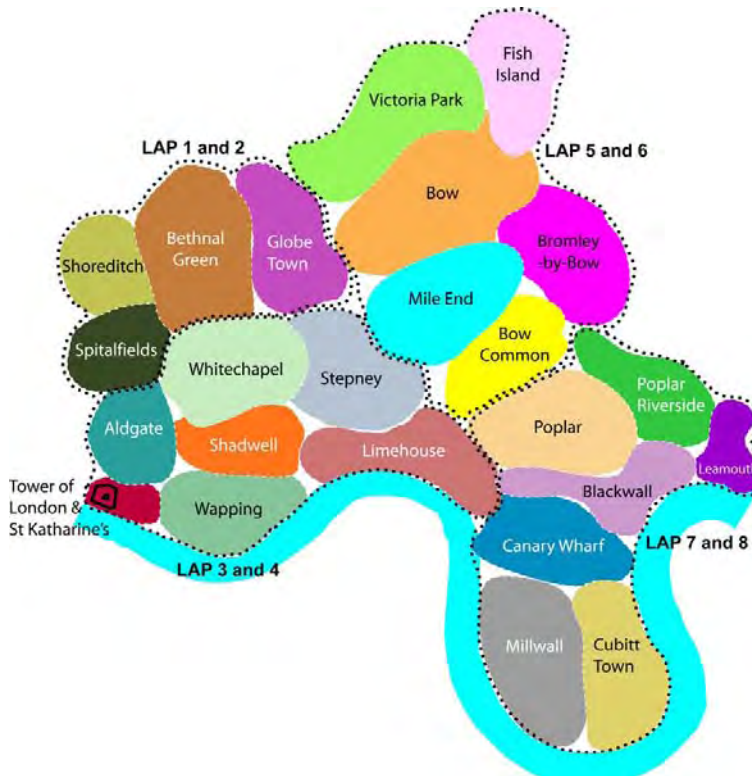 Fish
Island
Victoria Park
LAP 1 and 2
LAP 5 and 6
Bow
Bethnal
Green
Globe
Town
Bromley
-by-Bow
Shoreditch
Mile End
Spitalfields
Whitechapel
Stepney
Bow
Common
Poplar
Riverside
Aldgate
Shadwell
Limehouse
Poplar
Leamouth
Tower of
London &
St Katharine's
Wapping
Blackwall
Canary Wharf
LAP 7 and 8
LAP 3 and 4
Millwall
Cubitt
Town